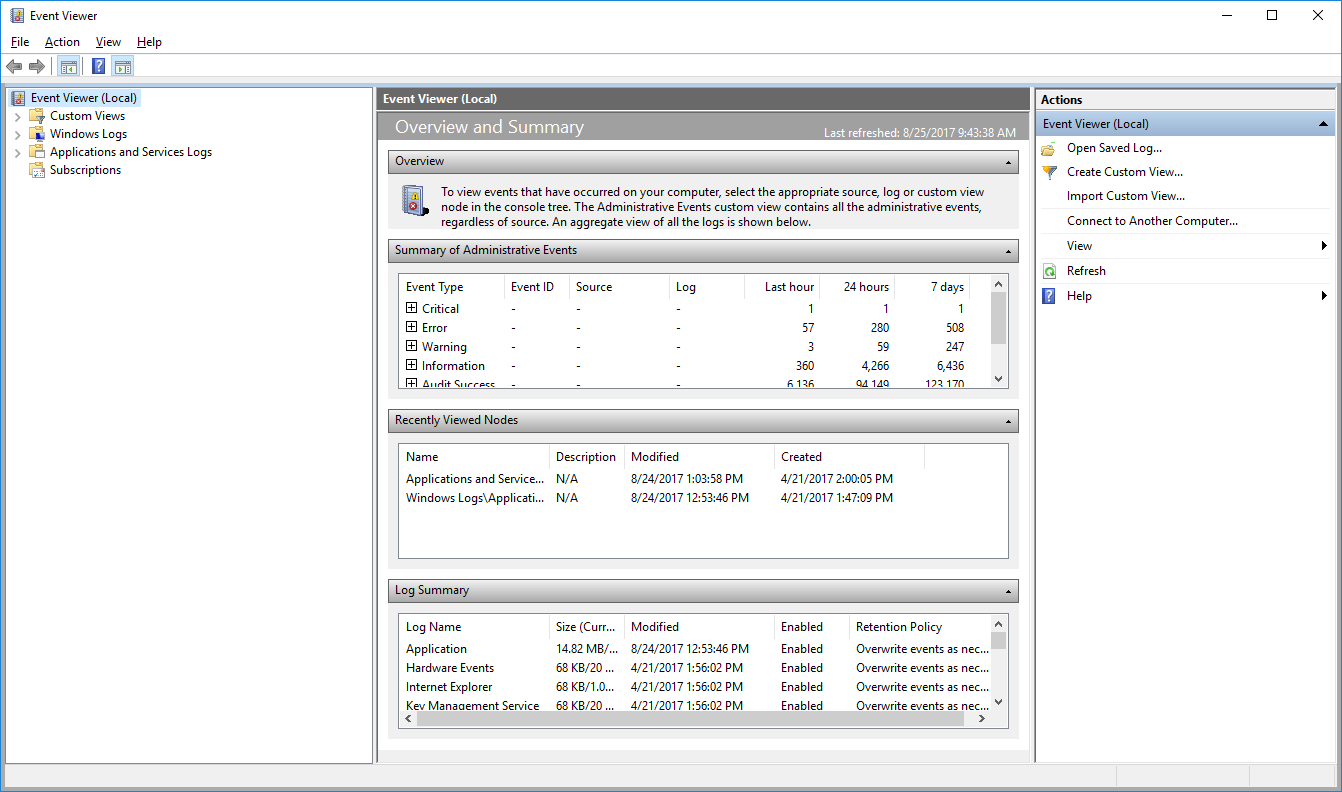 Event Viewer
File Action View Help
Event Viewer (Local)
Custom Views
Windows Logs
Applications and Services Logs
Subscriptions
Event Viewer (Local)
Overview and Summary
Last refreshed: 8/25/2017 9:43:38 AM
Overview
To view events that have occurred on your computer, select the appropriate source, log or custom view
node in the console tree. The Administrative Events custom view contains all the administrative events,
regardless of source. An aggregate view of all the logs is shown below.
Summary of Administrative Events
Event Type Event ID Source Log Last hour 24 hours 7 days
Critical - - - 1 1 1
Error - - - 57 280 508
Warning - - - 3 59 247
Information - - - 360 4,266 6,436
Audit Success - - - 6,136 94,149 123,170
Recently Viewed Nodes
Name Description Modified Created
Applications and Service... N/A 8/24/2017 1:03:58 PM 4/21/2017 2:00:05 PM
Windows Logs\Applicati... N/A 8/24/2017 12:53:46 PM 4/21/2017 1:47:09 PM
Log Summary
Log Name Size (Curr... Modified Enabled Retention Policy
Application 14.82 MB/... 8/24/2017 12:53:46 PM Enabled Overwrite events as nec...
Hardware Events 68 KB/20 ... 4/21/2017 1:56:02 PM Enabled Overwrite events as nec...
Internet Explorer 68 KB/1.0... 4/21/2017 1:56:02 PM Enabled Overwrite events as nec...
Key Management Service 68 KB/20 ... 4/21/2017 1:56:02 PM Enabled Overwrite events as nec...
Actions
Event Viewer (Local)
Open Saved Log...
Create Custom View...
Import Custom View...
Connect to Another Computer...
View
Refresh
Help